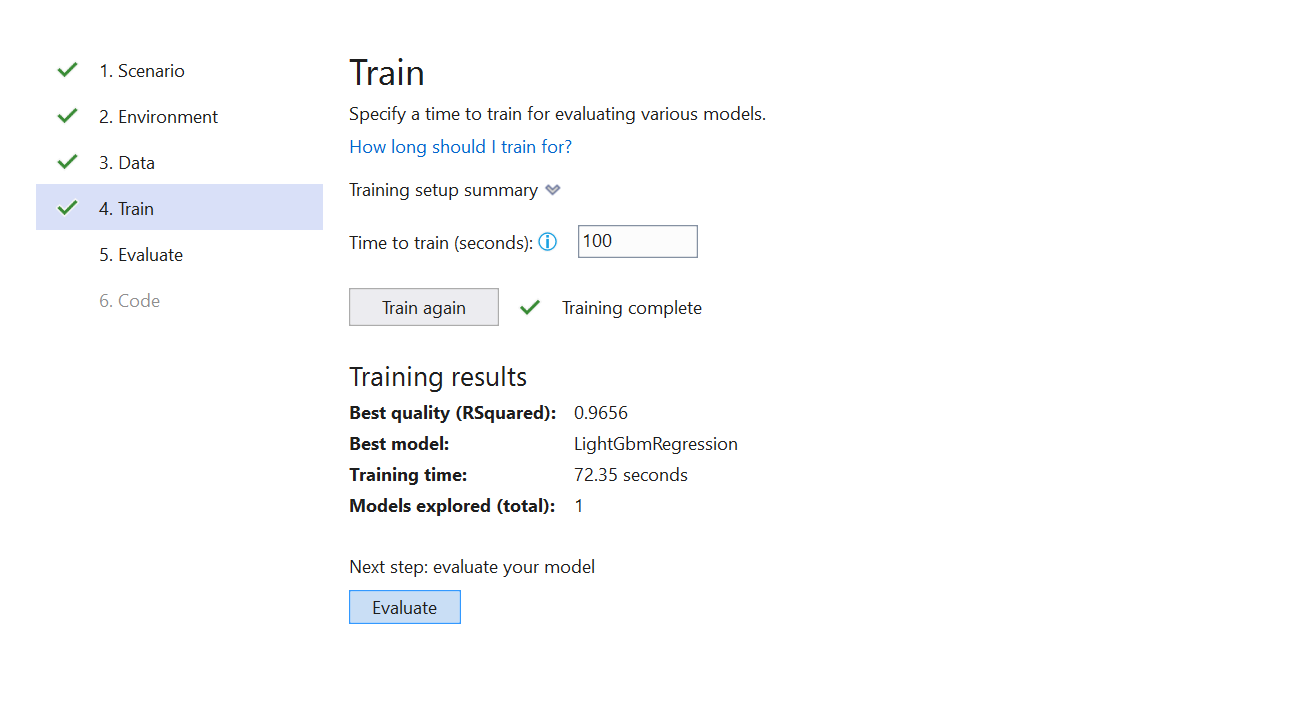 1. Scenario
2. Environment
3. Data
4. Train
5. Evaluate
6. Code
Train
Specify a time to train for evaluating various models.
How long should I train for?
Training setup summary
Time to train (seconds): 100
Train again Training complete
Training results
Best quality (RSquared): 0.9656
Best model: LightGbmRegression
Training time: 72.35 seconds
Models explored (total): 1
Next step: evaluate your model
Evaluate